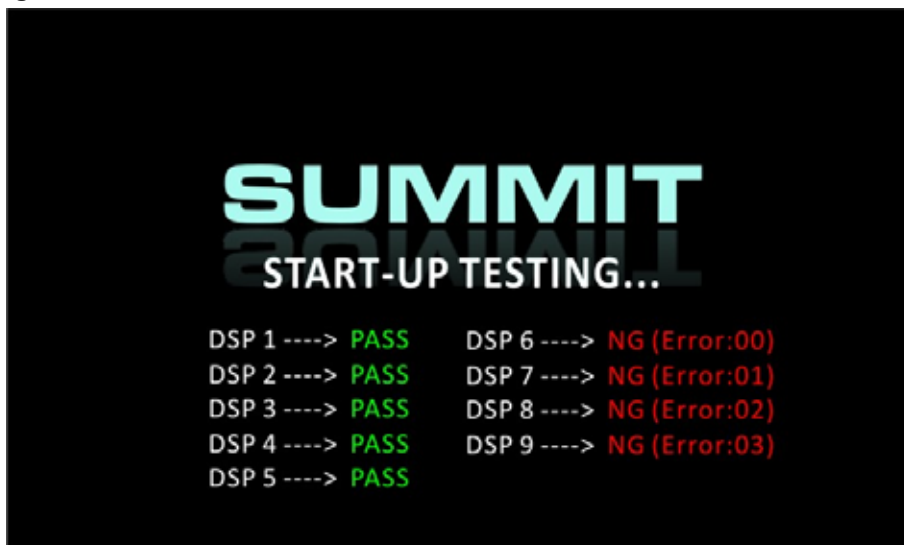 SUMMIT
START-UP TESTING...
DSP 1 ----> PASS
DSP 2 ----> PASS
DSP 3 ----> PASS
DSP 4 ----> PASS
DSP 5 ----> PASS
DSP 6 ----> NG (Error:00)
DSP 7 ----> NG (Error:01)
DSP 8 ----> NG (Error:02)
DSP 9 ----> NG (Error:03)